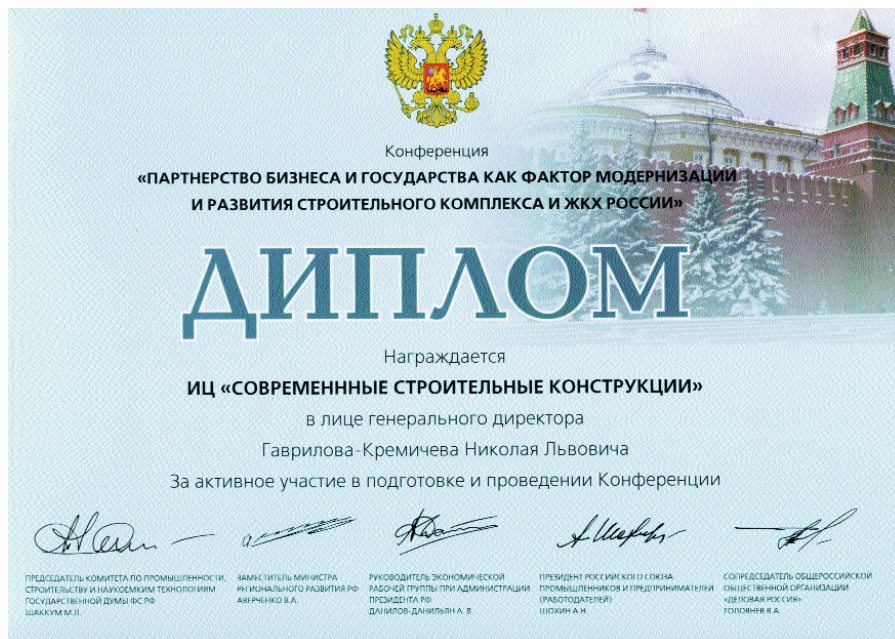 Конференция
«ПАРТНЕРСТВО БИЗНЕСА И ГОСУДАРСТВА КАК ФАКТОР МОДЕРНИЗАЦИИ
И РАЗВИТИЯ СТРОИТЕЛЬНОГО КОМПЛЕКСА И ЖКХ РОССИИ»
ДИПЛОМ
Награждается
ИЦ «СОВРЕМЕНННЫЕ СТРОИТЕЛЬНЫЕ КОНСТРУКЦИИ»
в лице генерального директора
Гаврилова-Кремичева Николая Львовича
За активное участие в подготовке и проведении Конференции
ПРЕДСЕДАТЕЛЬ КОМИТЕТА ПО ПРОМЫШЛЕННОСТИ,
СТРОИТЕЛЬСТВУ И НАУКОЕМКИМ ТЕХНОЛОГИЯМ
ГОСУДАРСТВЕННОЙ ДУМЫ ФС РФ
ШАККУМ М.Л.
ЗАМЕСТИТЕЛЬ МИНИСТРА
РЕГИОНАЛЬНОГО РАЗВИТИЯ РФ
АВЕРЧЕНКО В.А.
РУКОВОДИТЕЛЬ ЭКОНОМИЧЕСКОЙ
РАБОЧЕЙ ГРУППЫ ПРИ АДМИНИСТРАЦИИ
ПРЕЗИДЕНТА РФ
ДАНИЛОВ-ДАНИЛЬЯН А. В.
ПРЕЗИДЕНТ РОССИЙСКОГО СОЮЗА
ПРОМЫШЛЕННИКОВ И ПРЕДПРИНИМАТЕЛЕЙ
(РАБОТОДАТЕЛЕЙ)
ШОХИН А.Н.
СОПРЕДСЕДАТЕЛЬ ОБЩЕРОССИЙСКОЙ
ОБЩЕСТВЕННОЙ ОРГАНИЗАЦИИ
«ДЕЛОВАЯ РОССИЯ»
ГОЛОВНЕВ В.А.